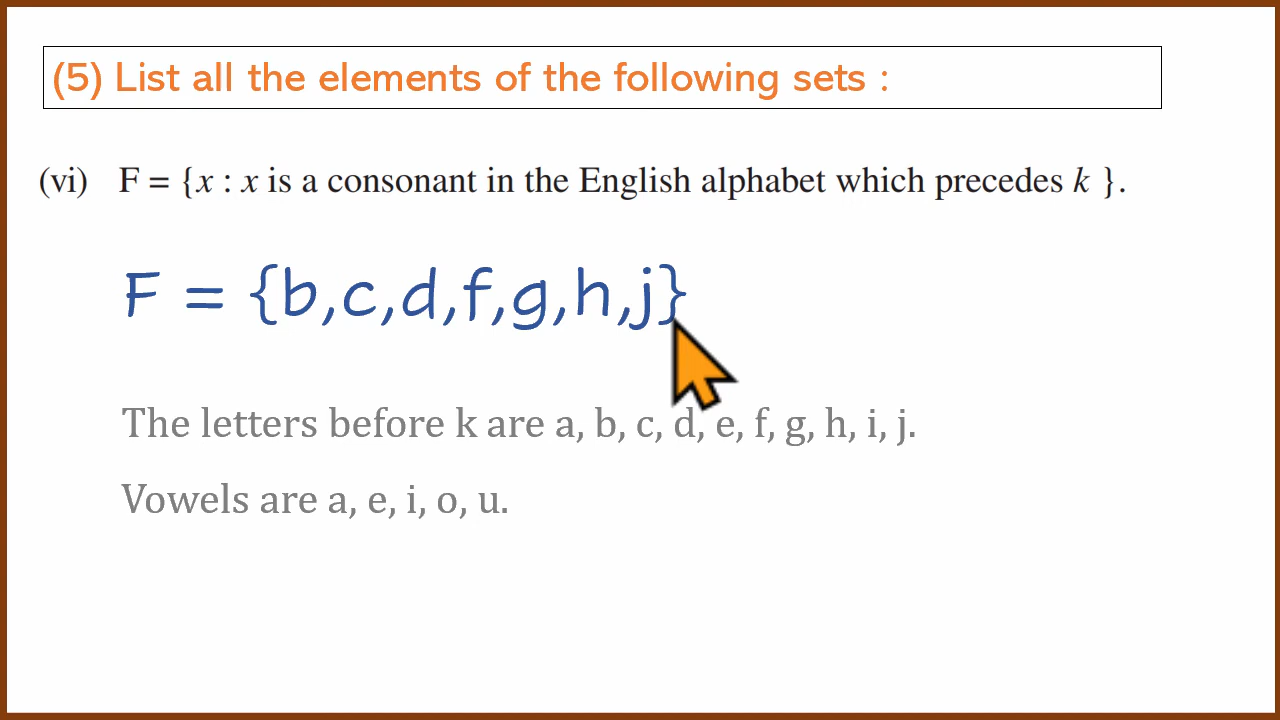 (5) List all the elements of the following sets :
(vi) F = {x : x is a consonant in the English alphabet which precedes k }.
F = {b,c,d,f,g,h,j}
The letters before k are a, b, c, d, e, f, g, h, i, j.
Vowels are a, e, i, o, u.